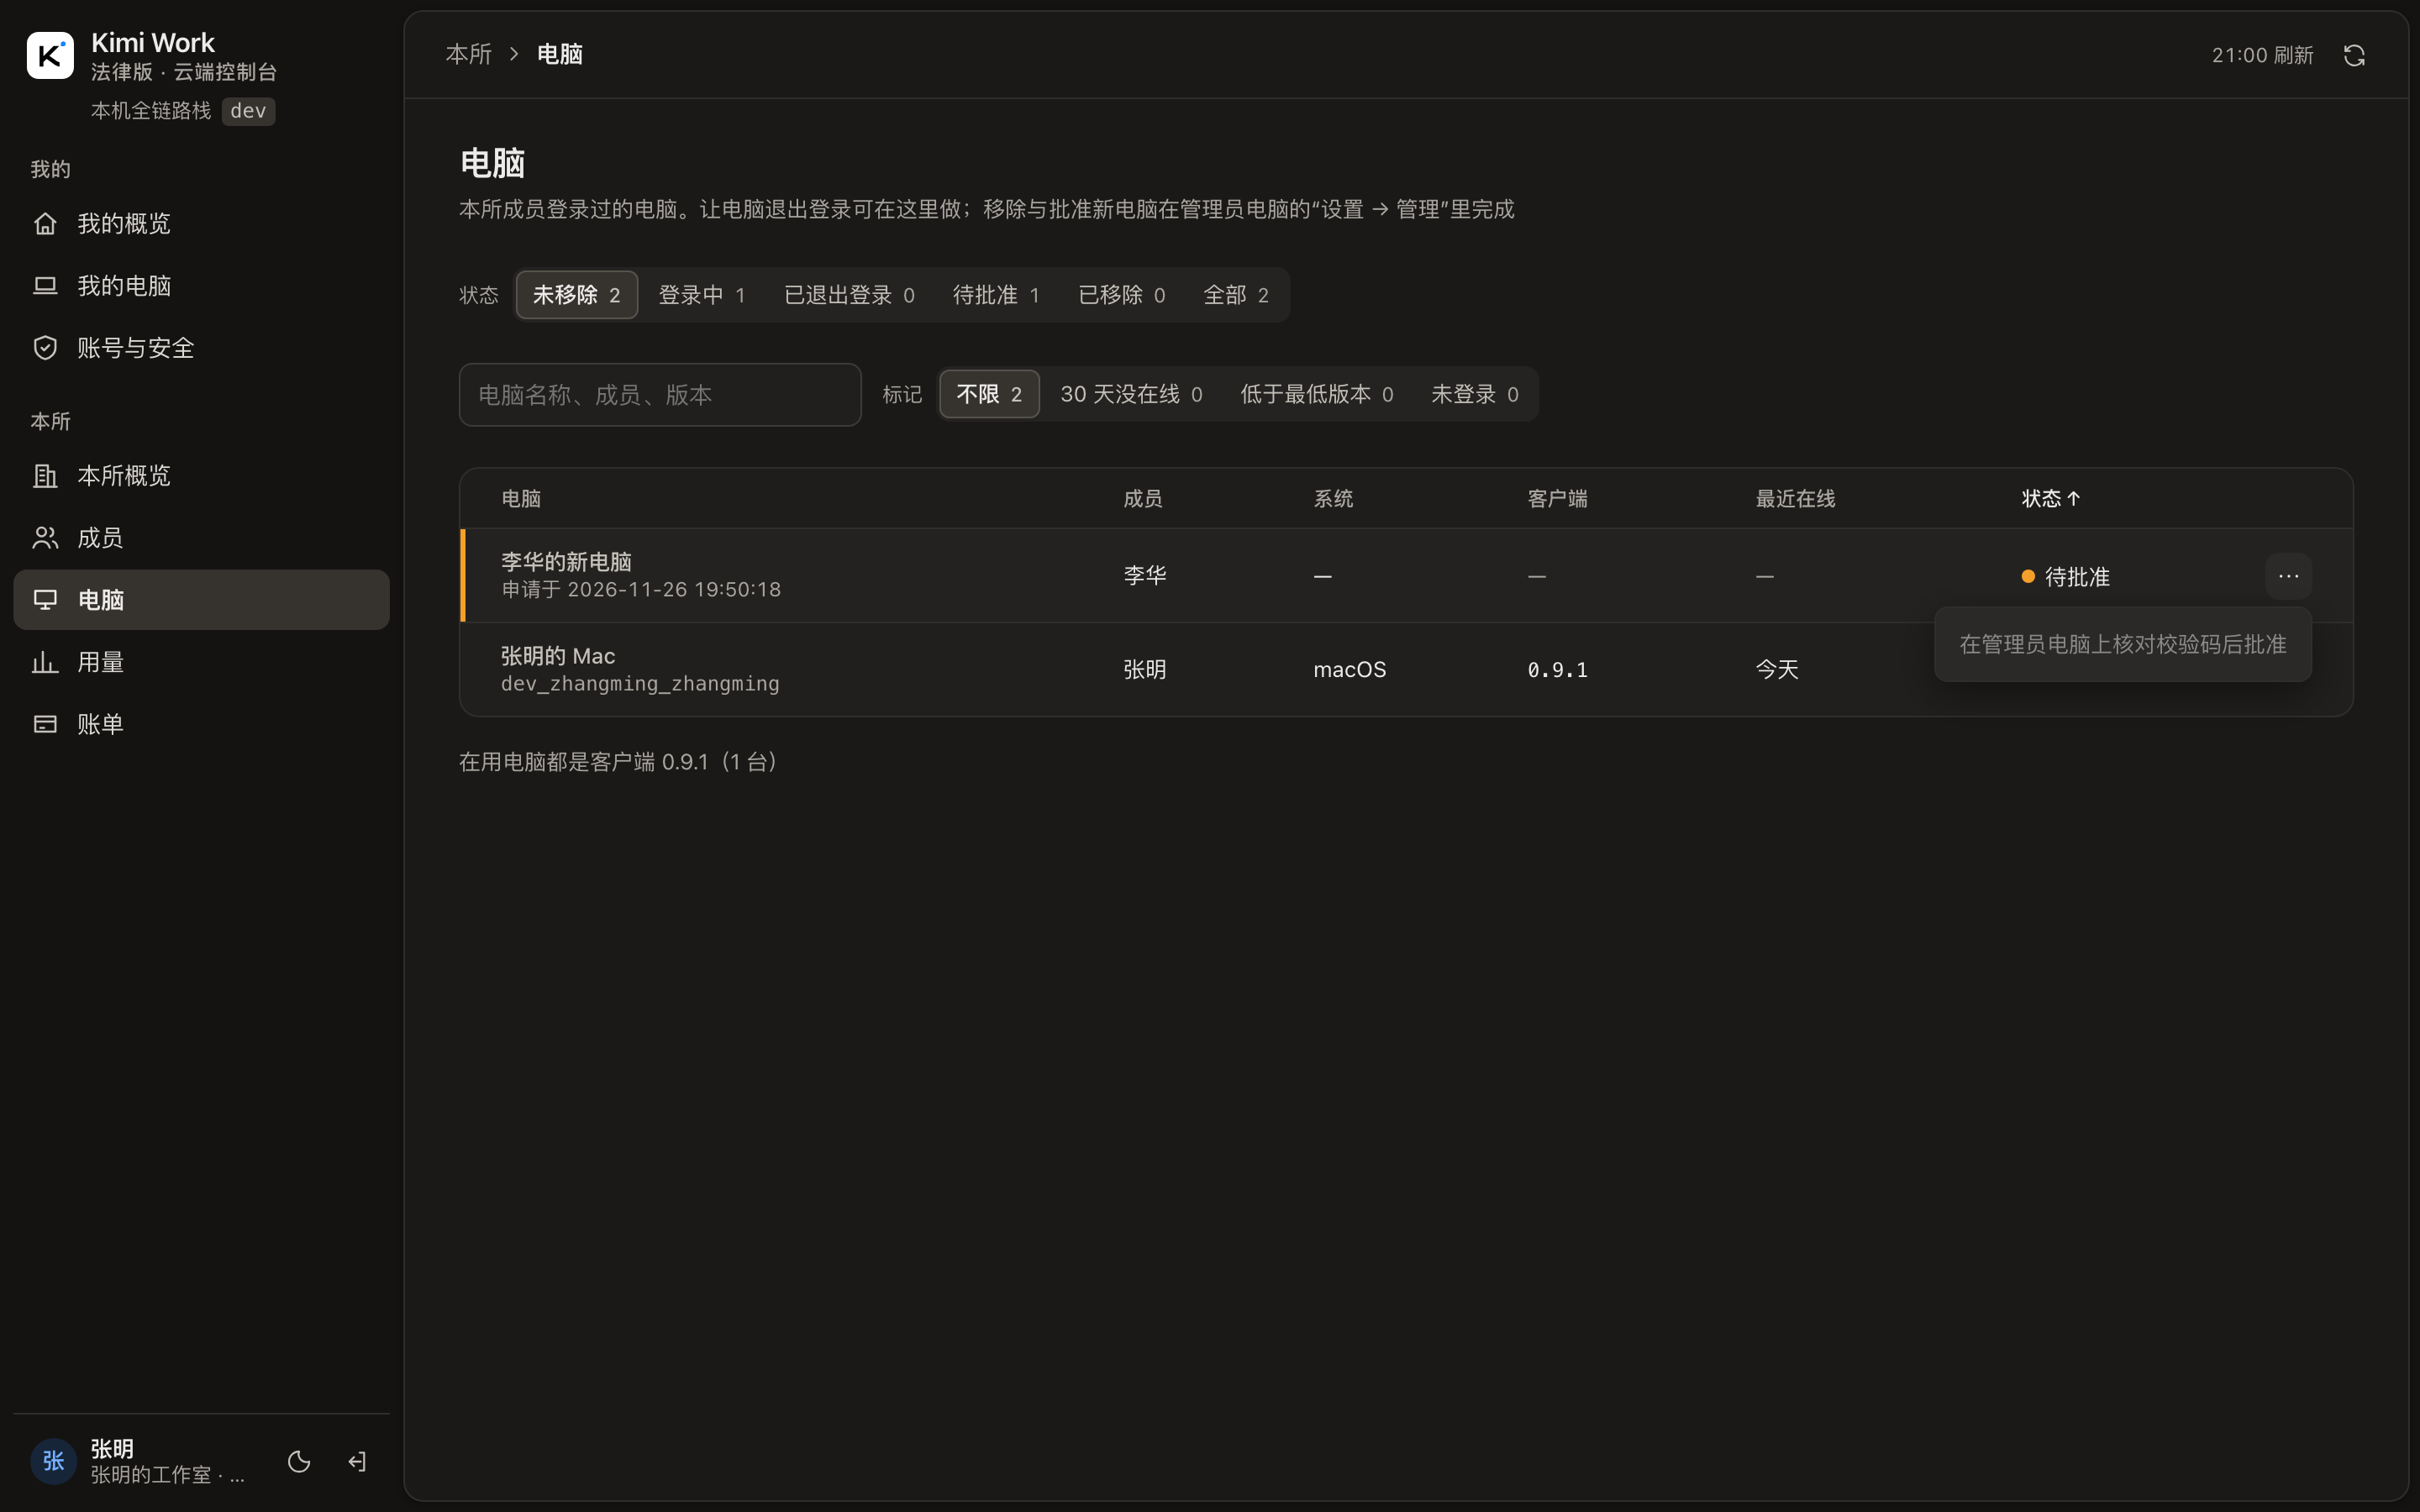 Kimi Work
法律版 · 云端控制台
本机全链路栈 dev
我的
我的概览
我的电脑
账号与安全
本所
本所概览
成员
电脑
用量
账单
张
张明
张明的工作室 · ...
本所 > 电脑
21:00 刷新
电脑
本所成员登录过的电脑。让电脑退出登录可在这里做；移除与批准新电脑在管理员电脑的“设置 → 管理”里完成
状态 未移除 2 登录中 1 已退出登录 0 待批准 1 已移除 0 全部 2
电脑名称、成员、版本 标记 不限 2 30 天没在线 0 低于最低版本 0 未登录 0
电脑 成员 系统 客户端 最近在线 状态 ↑
李华的新电脑 李华 — — — 待批准 ···
申请于 2026-11-26 19:50:18
在管理员电脑上核对校验码后批准
张明的 Mac 张明 macOS 0.9.1 今天
dev_zhangming_zhangming
在用电脑都是客户端 0.9.1（1 台）